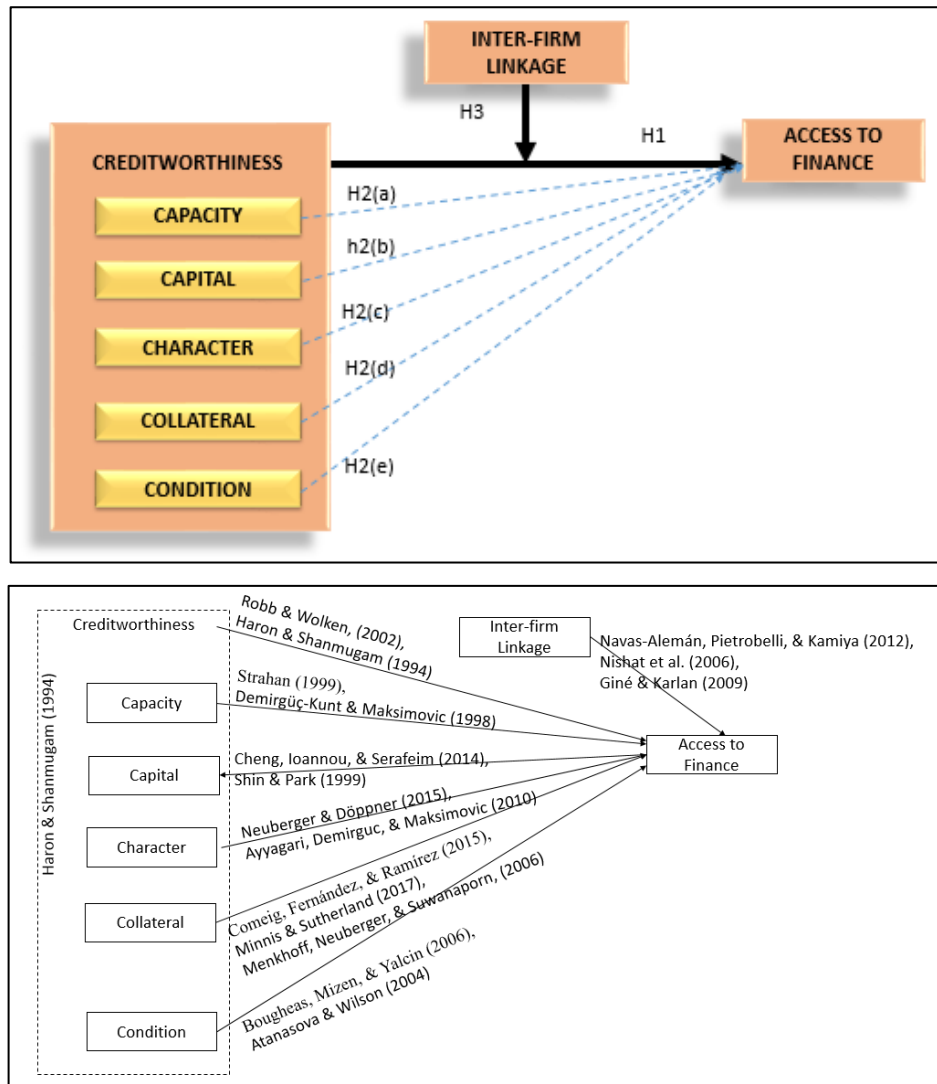 INTER-FIRM
LINKAGE
H3
H1
ACCESS TO
FINANCE
CREDITWORTHINESS
H2(a)
CAPACITY
h2(b)
CAPITAL
H2(c)
CHARACTER
H2(d)
COLLATERAL
H2(e)
CONDITION
Haron & Shanmugam (1994)
Creditworthiness
Robb & Wolken, (2002),
Haron & Shanmugam (1994)
Inter-firm
Linkage
Navas-Alemán, Pietrobelli, & Kamiya (2012),
Nishat et al. (2006),
Giné & Karlan (2009)
Capacity
Strahan (1999),
Demirgüç-Kunt & Maksimovic (1998)
Access to
Finance
Capital
Cheng, Ioannou, & Serafeim (2014),
Shin & Park (1999)
Character
Neuberger & Döppner (2015),
Ayyagari, Demirguc, & Maksimovic (2010)
Collateral
Comeig, Fernández, & Ramírez (2015),
Minnis & Sutherland (2017),
Menkhoff, Neuberger, & Suwanaporn, (2006)
Condition
Bougheas, Mizen, & Yalcin (2006),
Atanasova & Wilson (2004)